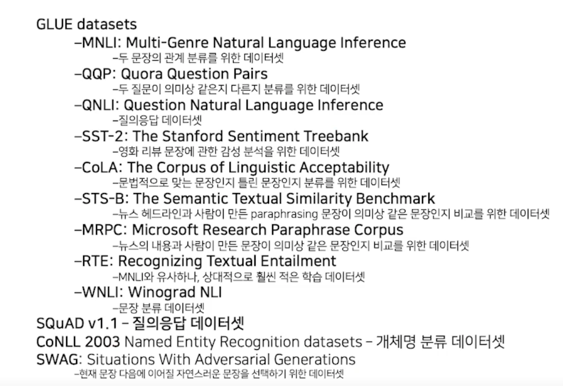 GLUE datasets
–MNLI: Multi-Genre Natural Language Inference
–두 문장의 관계 분류를 위한 데이터셋
–QQP: Quora Question Pairs
–두 질문이 의미상 같은지 다른지 분류를 위한 데이터셋
–QNLI: Question Natural Language Inference
–질의응답 데이터셋
–SST-2: The Stanford Sentiment Treebank
–영화 리뷰 문장에 관한 감성 분석을 위한 데이터셋
–CoLA: The Corpus of Linguistic Acceptability
–문법적으로 맞는 문장인지 틀린 문장인지 분류를 위한 데이터셋
–STS-B: The Semantic Textual Similarity Benchmark
–뉴스 헤드라인과 사람이 만든 paraphrasing 문장이 의미상 같은 문장인지 비교를 위한 데이터셋
–MRPC: Microsoft Research Paraphrase Corpus
–뉴스의 내용과 사람이 만든 문장이 의미상 같은 문장인지 비교를 위한 데이터셋
–RTE: Recognizing Textual Entailment
–MNLI와 유사하나, 상대적으로 훨씬 적은 학습 데이터셋
–WNLI: Winograd NLI
–문장 분류 데이터셋
SQuAD v1.1 – 질의응답 데이터셋
CoNLL 2003 Named Entity Recognition datasets – 개체명 분류 데이터셋
SWAG: Situations With Adversarial Generations
–현재 문장 다음에 이어질 자연스러운 문장을 선택하기 위한 데이터셋